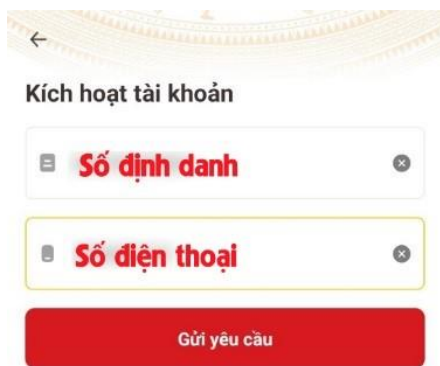 Kích hoạt tài khoản
Số định danh
Số điện thoại
Gửi yêu cầu